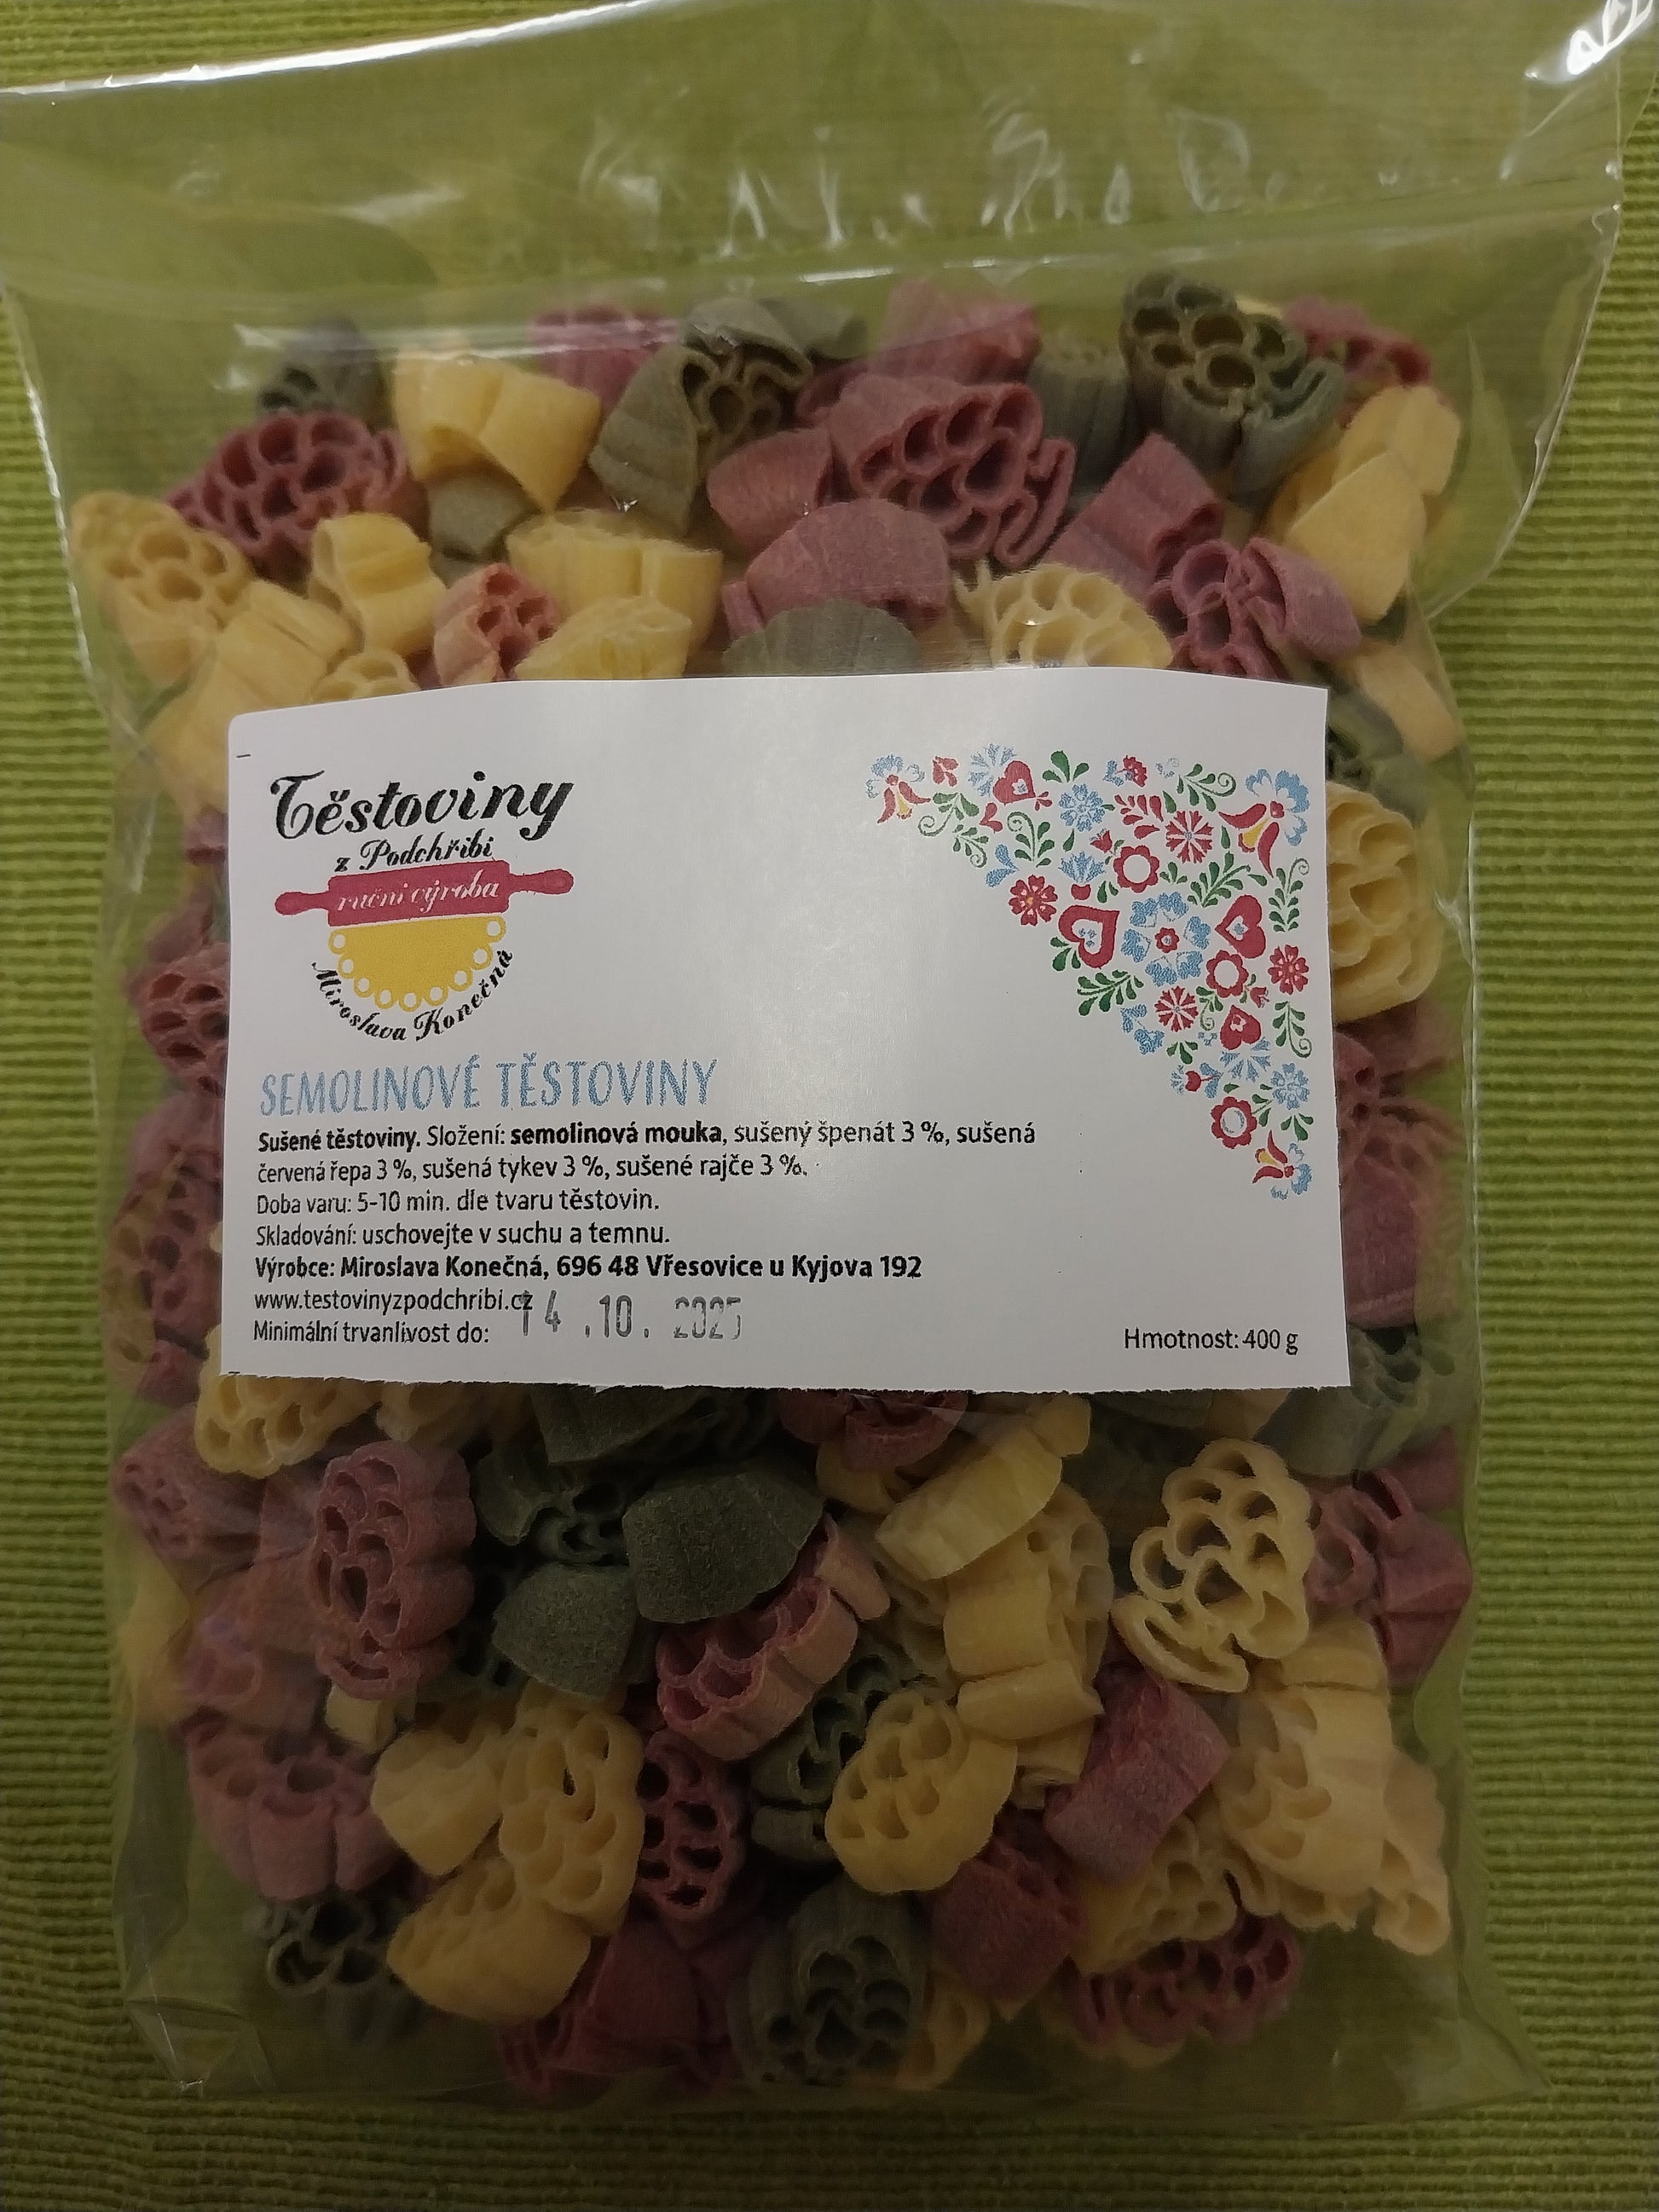 Těstoviny
z Podchřibí
ruční výroba
Miroslava Konečná
SEMOLINOVÉ TĚSTOVINY
Sušené těstoviny. Složení: semolinová mouka, sušený špenát 3 %, sušená
červená řepa 3 %, sušená tykev 3 %, sušené rajče 3 %.
Doba varu: 5-10 min. dle tvaru těstovin.
Skladování: uschovejte v suchu a temnu.
Výrobce: Miroslava Konečná, 696 48 Vřesovice u Kyjova 192
www.testovinyzpodchribi.cz
Minimální trvanlivost do: 14.10.2025
Hmotnost: 400 g